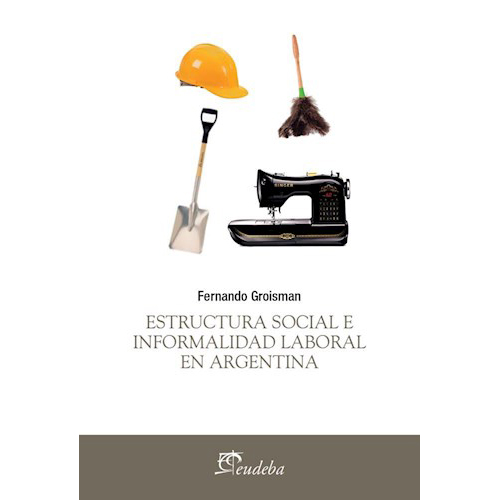 SINGER
Fernando Groisman
ESTRUCTURA SOCIAL E
INFORMALIDAD LABORAL
EN ARGENTINA
eudeba